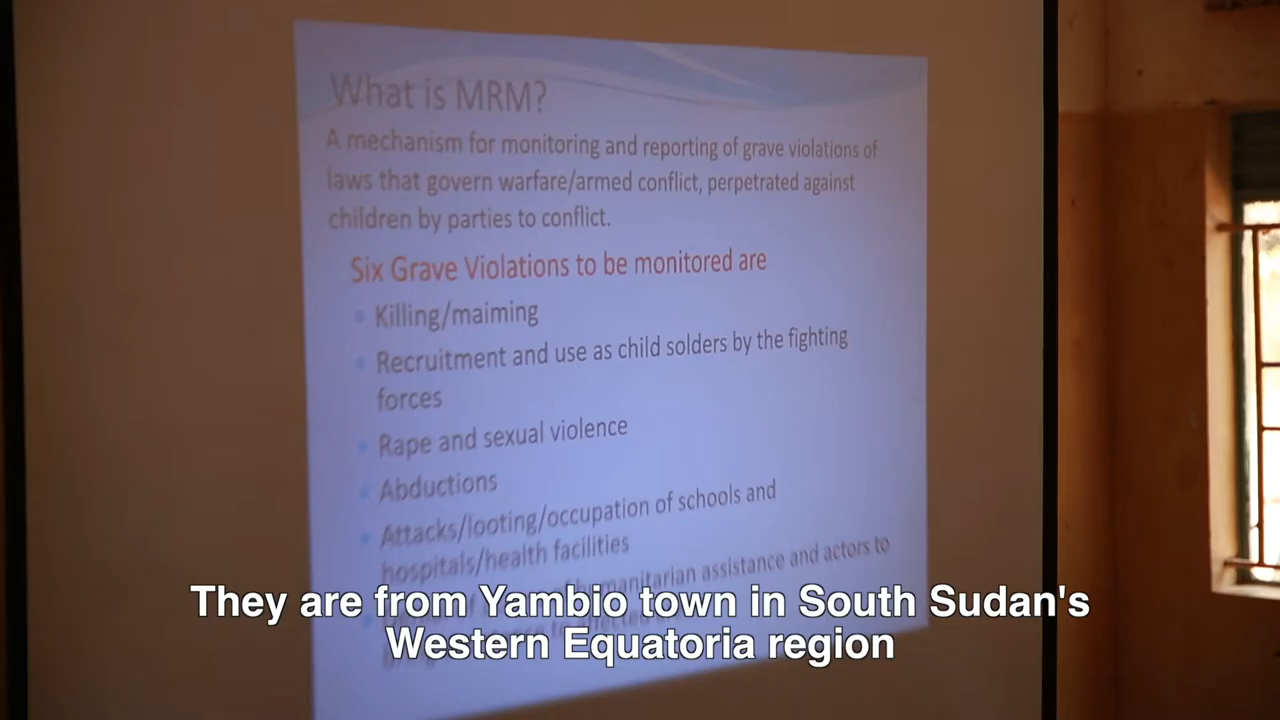 What is MRM?
A mechanism for monitoring and reporting of grave violations of
laws that govern warfare/armed conflict, perpetrated against
children by parties to conflict.
Six Grave Violations to be monitored are
Killing/maiming
Recruitment and use as child solders by the fighting
forces
Rape and sexual violence
Abductions
Attacks/looting/occupation of schools and
hospitals/health facilities
humanitarian assistance and actors to
They are from Yambio town in South Sudan's
Western Equatoria region